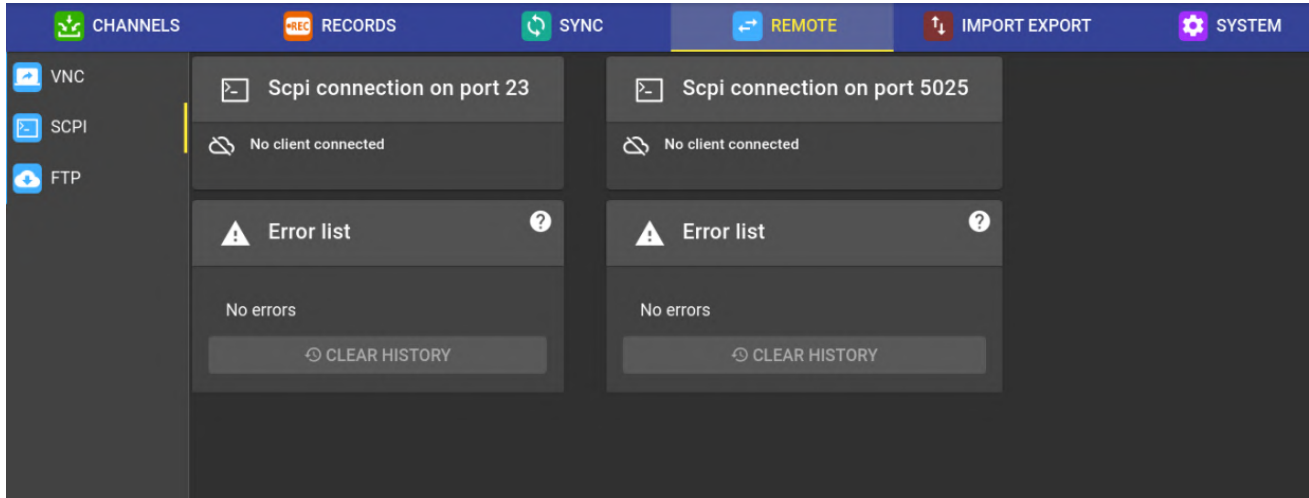 CHANNELS
REC RECORDS
SYNC
REMOTE
IMPORT EXPORT
SYSTEM
VNC
SCPI
FTP
Scpi connection on port 23
No client connected
Scpi connection on port 5025
No client connected
Error list
?
No errors
CLEAR HISTORY
Error list
?
No errors
CLEAR HISTORY